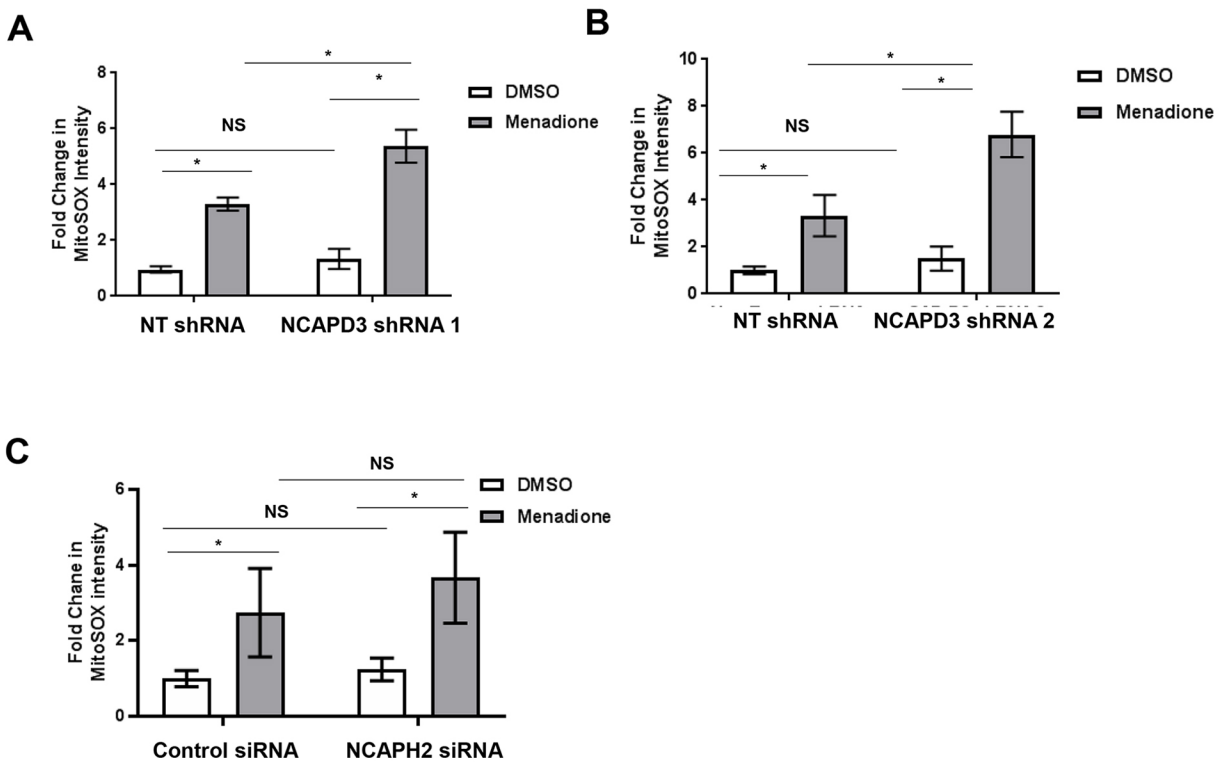 A
Fold Change in
MitoSOX Intensity
8
6
4
2
0
*
*
NS
*
DMSO
Menadione
NT shRNA
NCAPD3 shRNA 1
B
Fold Change in
MitoSOX Intensity
10
8
6
4
2
0
*
*
NS
*
DMSO
Menadione
NT shRNA
NCAPD3 shRNA 2
C
Fold Chane in
MitoSOX intensity
6
4
2
0
NS
*
NS
*
DMSO
Menadione
Control siRNA
NCAPH2 siRNA